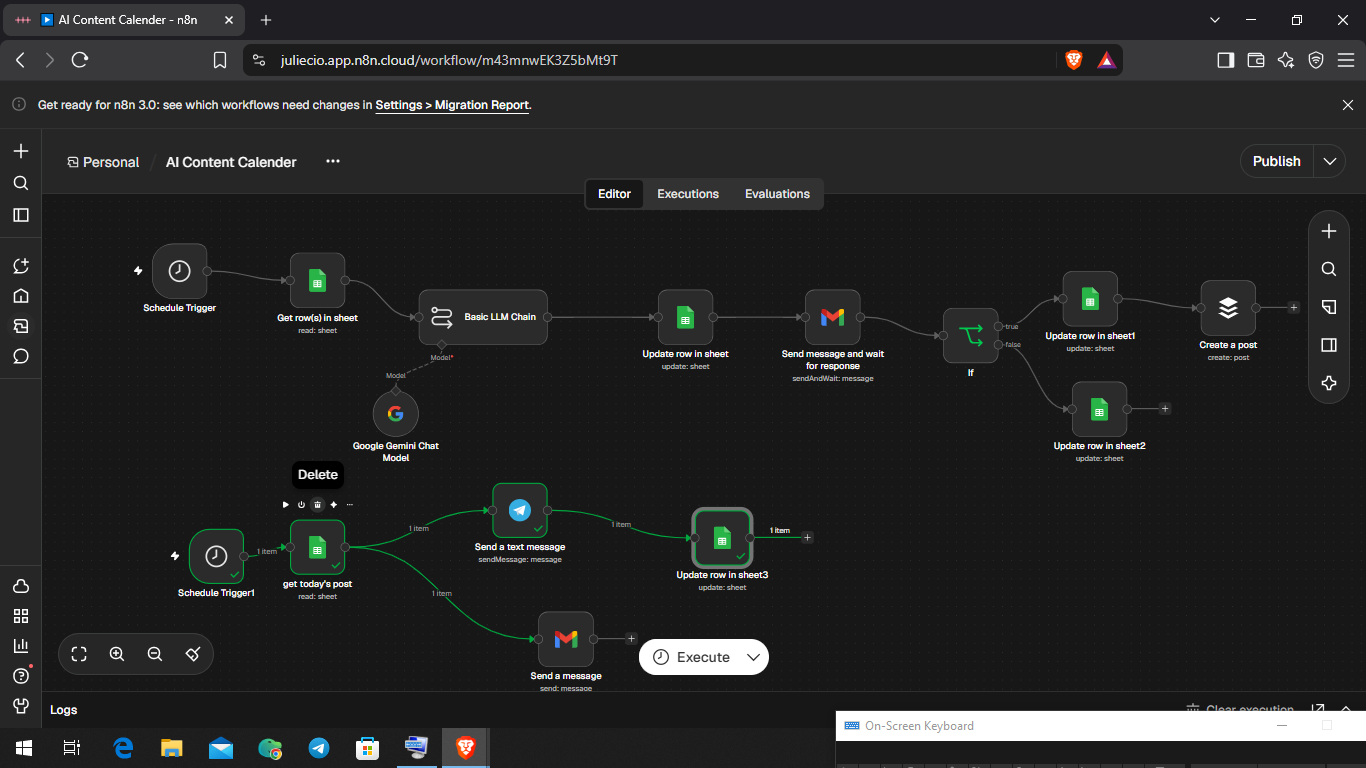 AI Content Calender - n8n
juliecio.app.n8n.cloud/workflow/m43mnwEK3Z5bMt9T
Get ready for n8n 3.0: see which workflows need changes in Settings > Migration Report.
Personal / AI Content Calender
Publish
Editor
Executions
Evaluations
Schedule Trigger
Get row(s) in sheet
read: sheet
Basic LLM Chain
Model*
Model
Google Gemini Chat
Model
Update row in sheet
update: sheet
Send message and wait
for response
sendAndWait: message
If
true
false
Update row in sheet1
update: sheet
Create a post
create: post
Update row in sheet2
update: sheet
Delete
Schedule Trigger1
1 item
get today's post
read: sheet
1 item
Send a text message
sendMessage: message
1 item
Update row in sheet3
update: sheet
1 item
1 item
Send a message
send: message
Execute
Logs
Clear execution
On-Screen Keyboard